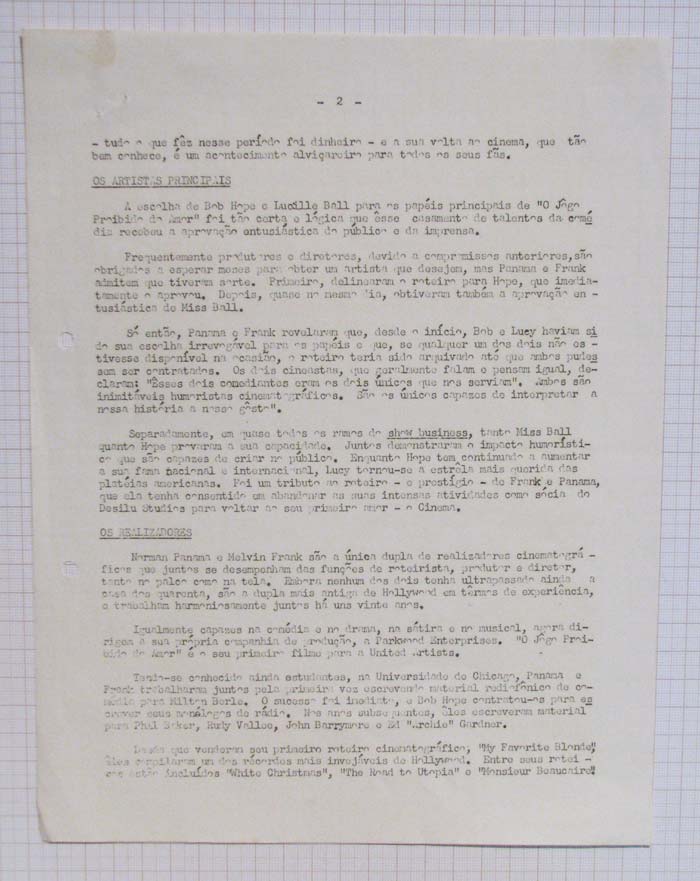 - 2 -
- tudo o que fêz nesse período foi dinheiro - e a sua volta ao cinema, que tão
bem conhece, é um acontecimento alviçareiro para todos os seus fãs.
OS ARTISTAS PRINCIPAIS
A escolha de Bob Hope e Lucille Ball para os papéis principais de "O Jôgo
Proibido do Amor" foi tão certa e lógica que êsse casamento de talentos da comé
dia recebeu a aprovação entusiástica do público e da imprensa.
Frequentemente produtores e diretores, devido a compromissos anteriores, são
obrigados a esperar meses para obter um artista que desejem, mas Panama e Frank
admitem que tiveram sorte. Primeiro, delinearam o roteiro para Hope, que imedia-
tamente o aprovou. Depois, quase no mesmo dia, obtiveram também a aprovação en -
tusiástica de Miss Ball.
Só então, Panama e Frank revelaram que, desde o início, Bob e Lucy haviam si
do sua escolha irrevogável para os papéis e que, se qualquer um dos dois não es -
tivesse disponível na ocasião, o roteiro teria sido arquivado até que ambos pudes
sem ser contratados. Os dois cineastas, que geralmente falam e pensam igual, de-
claram: "Esses dois comediantes eram os dois únicos que nos serviam". Ambos são
inimitáveis humoristas cinematográficos. São os únicos capazes de interpretar a
nossa história a nosso gôsto".
Separadamente, em quase todos os ramos do show business, tanto Miss Ball
quanto Hope provaram a sua capacidade. Juntos demonstraram o impacto humorísti-
co que são capazes de criar no público. Enquanto Hope tem continuado a aumentar
a sua fama nacional e internacional, Lucy tornou-se a estrêla mais querida das
platéias americanas. Foi um tributo ao roteiro - e prestígio - de Frank e Panama,
que ela tenha consentido em abandonar as suas intensas atividades como sócia do
Desilu Studios para voltar ao seu primeiro amor - o Cinema.
OS REALIZADORES
Norman Panama e Melvin Frank são a única dupla de realizadores cinematográ -
ficos que juntos se desempenham das funções de roteirista, produtor e diretor,
tanto no palco como na tela. Embora nenhum dos dois tenha ultrapassado ainda a
casa dos quarenta, são a dupla mais antiga de Hollywood em têrmos de experiência,
e trabalham harmoniosamente juntos há uns vinte anos.
Igualmente capazes na comédia e no drama, na sátira e no musical, agora di-
rigem a sua própria companhia de produção, a Parkwood Enterprises. "O Jôgo Proi-
bido do Amor" é o seu primeiro filme para a United Artists.
Tendo-se conhecido ainda estudantes, na Universidade de Chicago, Panama e
Frank trabalharam juntos pela primeira vez escrevendo material radiofônico de co-
média para Milton Berle. O sucesso foi imediato, e Bob Hope contratou-os para es
crever seus monólogos de rádio. Nos anos subsequentes, êles escreveram material
para Phil Baker, Rudy Vallee, John Barrymore e Ed "Archie" Gardner.
Desde que venderam seu primeiro roteiro cinematográfico, "My Favorite Blonde",
êles compilaram um dos récordes mais invejáveis de Hollywood. Entre seus rotei -
ros estão incluídos "White Christmas", "The Road to Utopia" e "Monsieur Beaucaire".